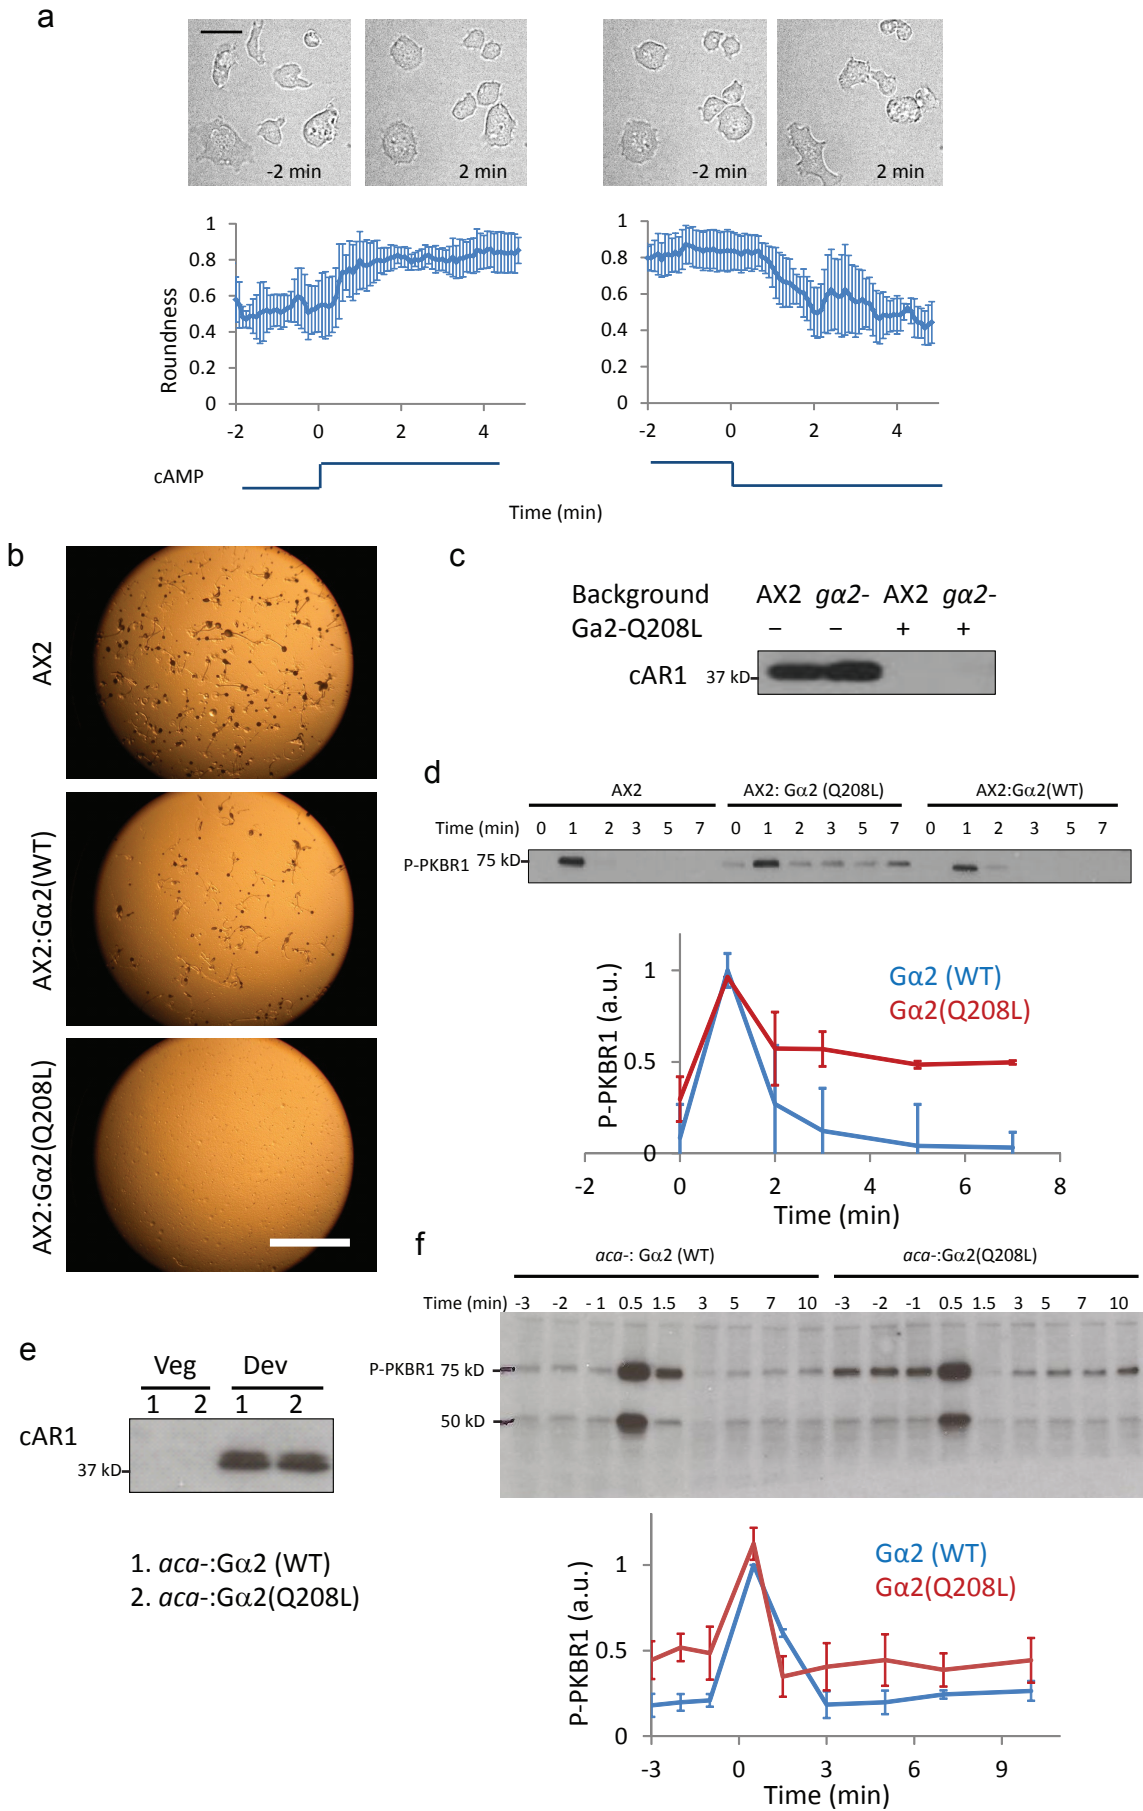 a
-2 min
2 min
-2 min
2 min
Roundness
1
0.8
0.6
0.4
0.2
0
-2 0 2 4
1
0.8
0.6
0.4
0.2
0
-2 0 2 4
cAMP
Time (min)
b
AX2
AX2:Gα2(WT)
AX2:Gα2(Q208L)
c
Background AX2 gα2- AX2 gα2-
Ga2-Q208L – – + +
cAR1 37 kD
d
AX2 AX2: Gα2 (Q208L) AX2:Gα2(WT)
Time (min) 0 1 2 3 5 7 0 1 2 3 5 7 0 1 2 3 5 7
P-PKBR1 75 kD
P-PKBR1 (a.u.)
1
0.5
0
Gα2 (WT)
Gα2(Q208L)
-2 0 2 4 6 8
Time (min)
e
Veg Dev
1 2 1 2
cAR1
37 kD
1. aca-:Gα2 (WT)
2. aca-:Gα2(Q208L)
f
aca-: Gα2 (WT) aca-:Gα2(Q208L)
Time (min) -3 -2 - 1 0.5 1.5 3 5 7 10 -3 -2 -1 0.5 1.5 3 5 7 10
P-PKBR1 75 kD
50 kD
P-PKBR1 (a.u.)
1
0.5
0
Gα2 (WT)
Gα2(Q208L)
-3 0 3 6 9
Time (min)